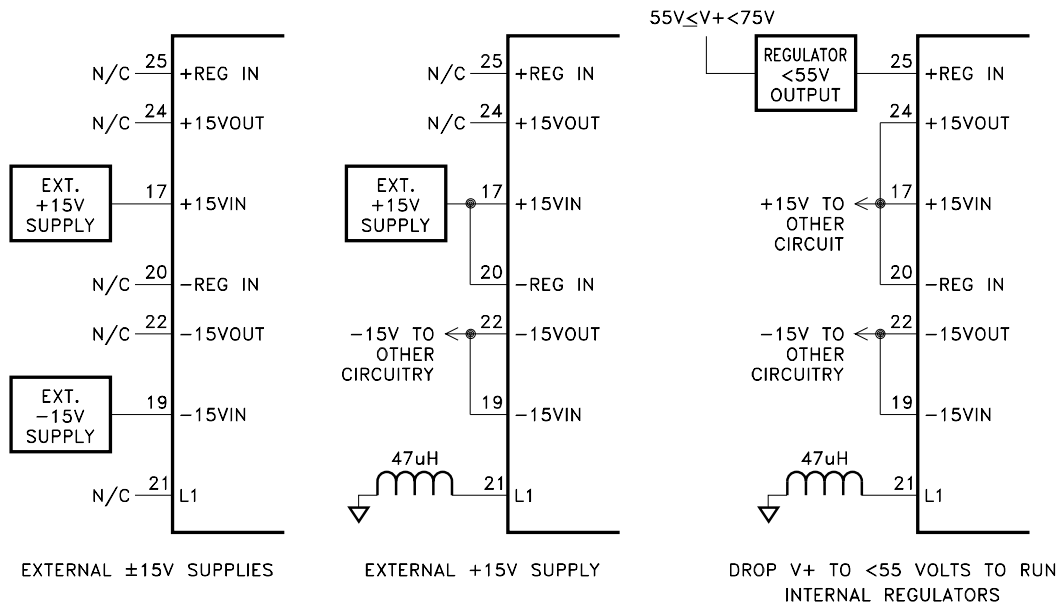 25
N/C
+REG IN
24
N/C
+15VOUT
EXT.
+15V
SUPPLY
17
+15VIN
20
N/C
−REG IN
22
N/C
−15VOUT
EXT.
−15V
SUPPLY
19
−15VIN
21
N/C
L1
EXTERNAL ±15V SUPPLIES
25
N/C
+REG IN
24
N/C
+15VOUT
EXT.
+15V
SUPPLY
17
+15VIN
20
−REG IN
−15V TO
OTHER
CIRCUITRY
22
−15VOUT
19
−15VIN
47uH
21
L1
EXTERNAL +15V SUPPLY
55V≤V+<75V
REGULATOR
<55V
OUTPUT
25
+REG IN
24
+15VOUT
+15V TO
OTHER
CIRCUIT
17
+15VIN
20
−REG IN
−15V TO
OTHER
CIRCUITRY
22
−15VOUT
19
−15VIN
47uH
21
L1
DROP V+ TO <55 VOLTS TO RUN
INTERNAL REGULATORS